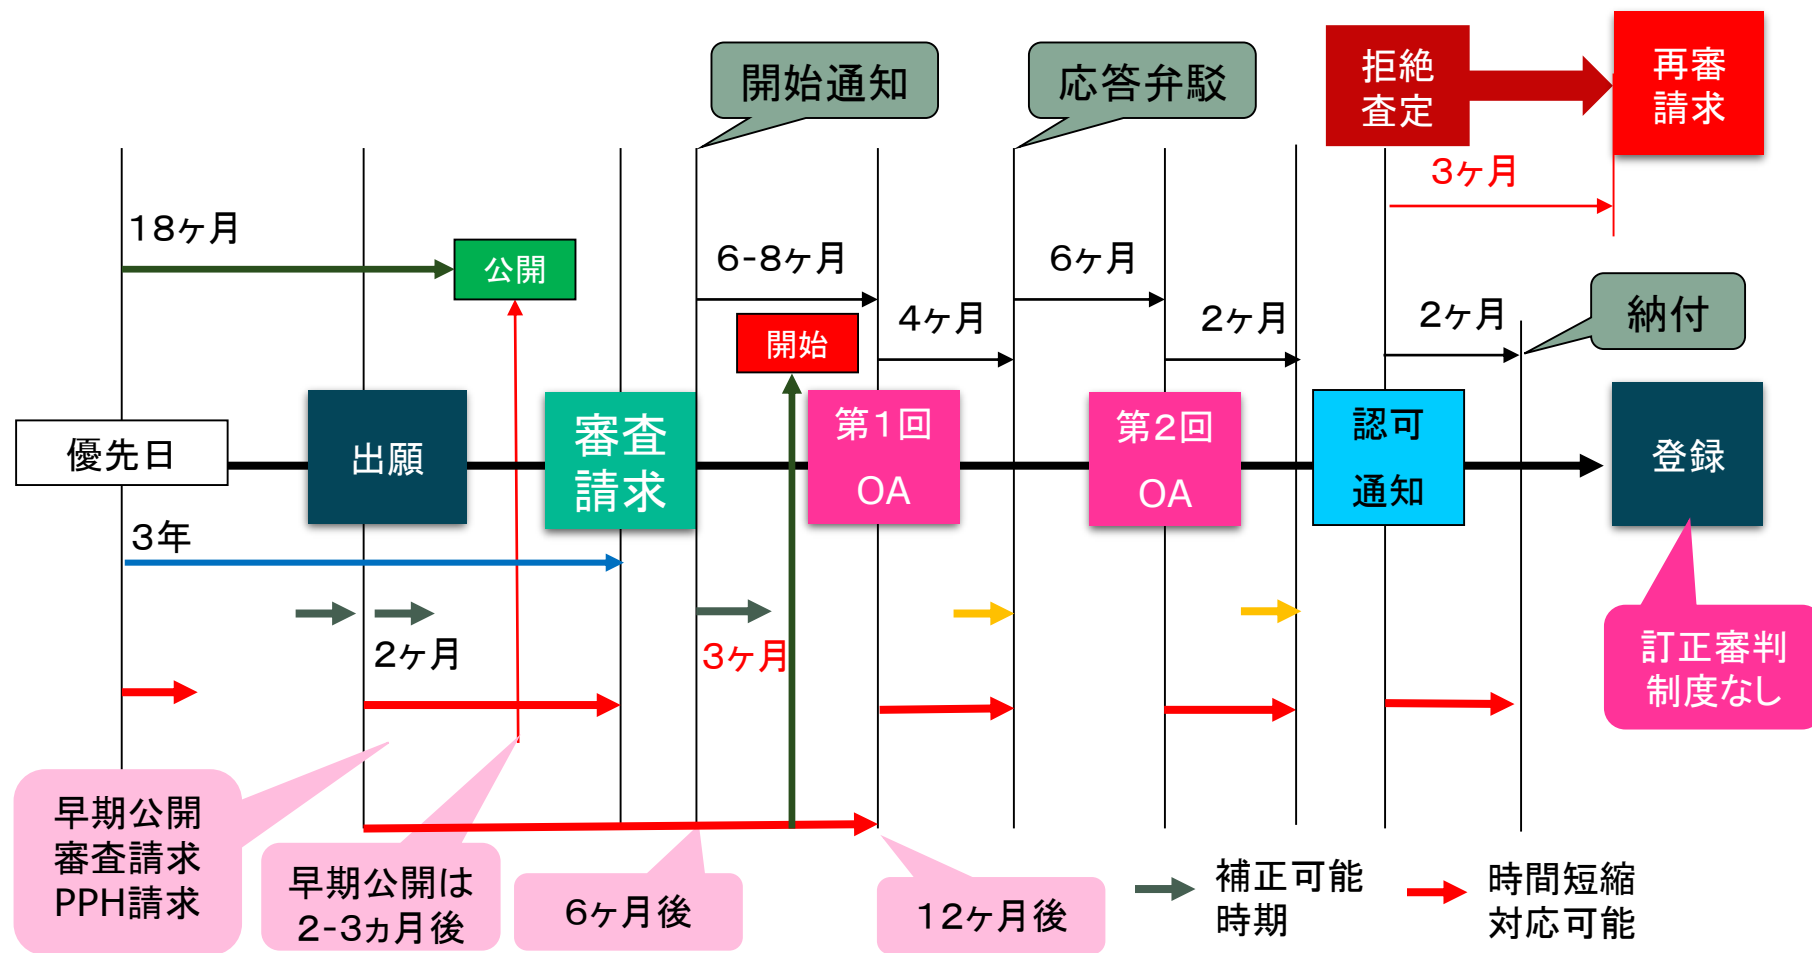 開始通知
応答弁駁
拒絶
査定
再審
請求
3ヶ月
18ヶ月
公開
6-8ヶ月
開始
4ヶ月
6ヶ月
2ヶ月
2ヶ月
納付
優先日
出願
審査
請求
第1回
OA
第2回
OA
認可
通知
登録
3年
2ヶ月
3ヶ月
訂正審判
制度なし
早期公開
審査請求
PPH請求
早期公開は
2-3ヵ月後
6ヶ月後
12ヶ月後
補正可能
時期
時間短縮
対応可能